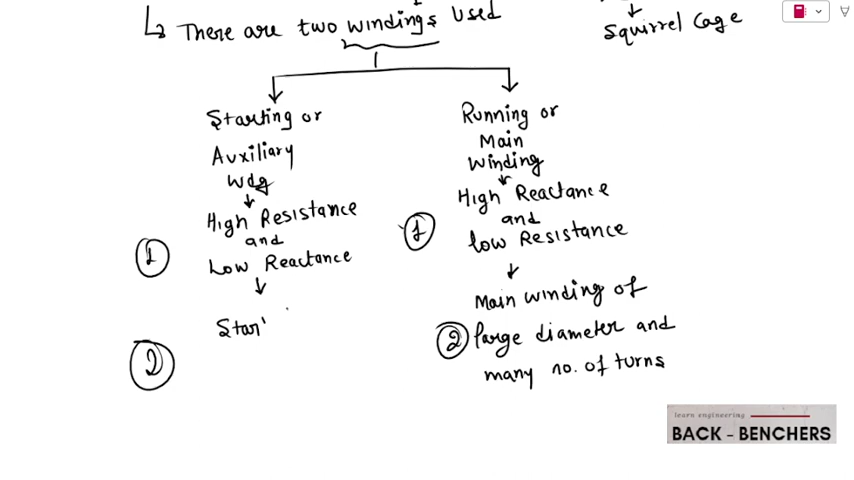 ↳ There are two windings used
Squirrel Cage
Starting or
Auxiliary
Wdg
High Resistance
and
① Low Reactance
② Star
Running or
Main
Winding
High Reactance
and
① low Resistance
Main winding of
② large diameter and
many no. of turns
learn engineering
BACK - BENCHERS